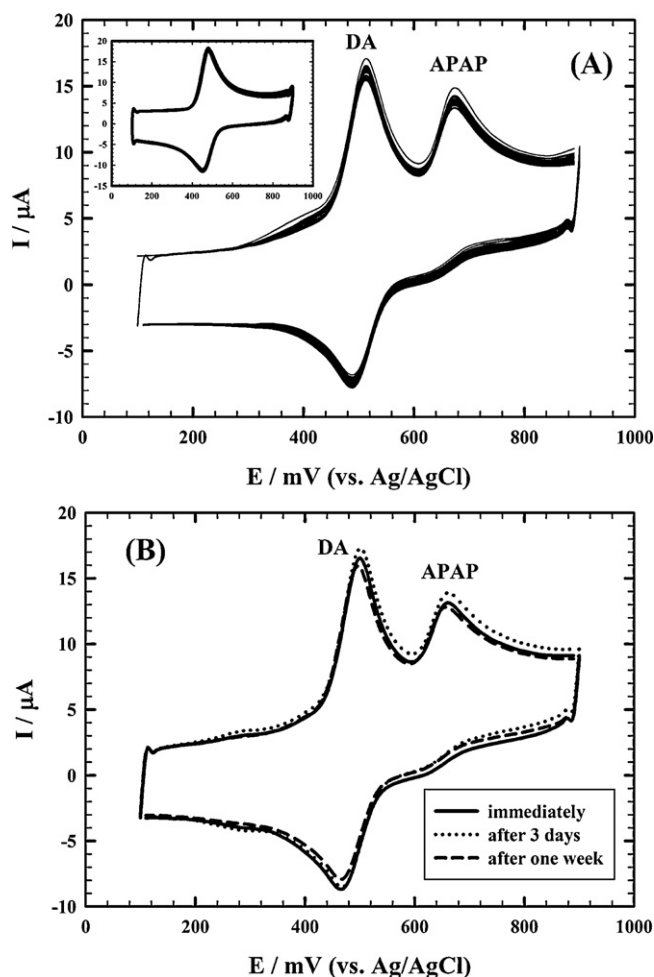 20
15
10
5
0
-5
-10
I / µA
20
15
10
5
0
-5
-10
-15
0 200 400 600 800 1000
DA
APAP
(A)
0 200 400 600 800 1000
E / mV (vs. Ag/AgCl)
20
15
10
5
0
-5
-10
I / µA
(B)
DA
APAP
immediately
after 3 days
after one week
0 200 400 600 800 1000
E / mV (vs. Ag/AgCl)